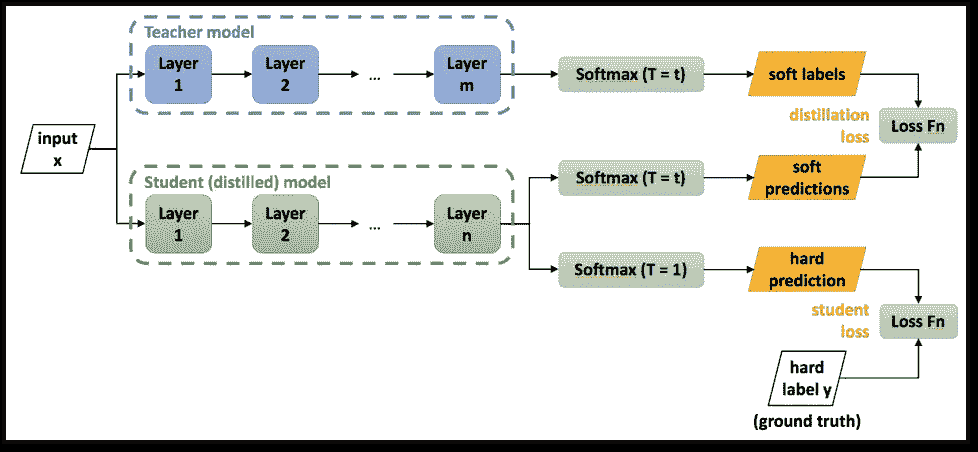 Teacher model
Layer
1
Layer
2
...
Layer
m
Softmax (T = t)
soft labels
distillation
loss
Loss Fn
input
x
Student (distilled) model
Layer
1
Layer
2
...
Layer
n
Softmax (T = t)
soft
predictions
Softmax (T = 1)
hard
prediction
student
loss
Loss Fn
hard
label y
(ground truth)